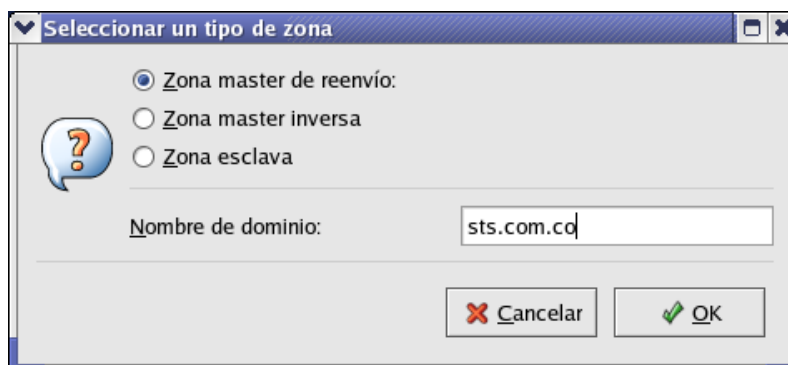 Seleccionar un tipo de zona
Zona master de reenvío:
Zona master inversa
Zona esclava
Nombre de dominio: sts.com.co
Cancelar OK